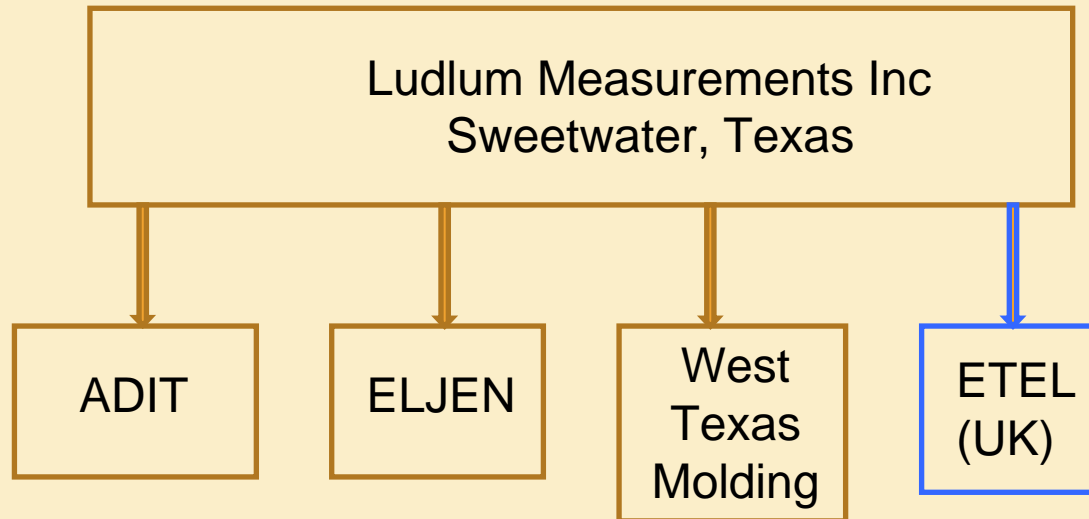 Ludlum Measurements Inc
Sweetwater, Texas
ADIT
ELJEN
West
Texas
Molding
ETEL
(UK)